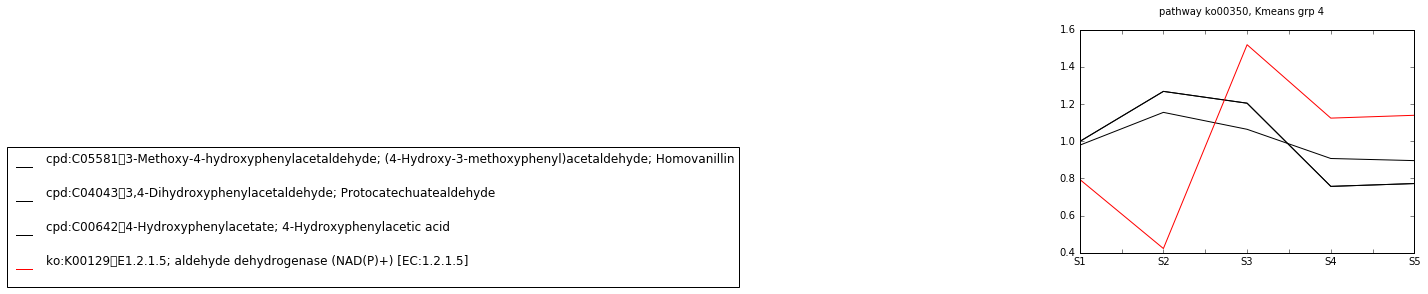 pathway ko00350, Kmeans grp 4
1.6
1.4
1.2
1.0
0.8
0.6
0.4
S1 S2 S3 S4 S5
cpd:C05581▯3-Methoxy-4-hydroxyphenylacetaldehyde; (4-Hydroxy-3-methoxyphenyl)acetaldehyde; Homovanillin
cpd:C04043▯3,4-Dihydroxyphenylacetaldehyde; Protocatechuatealdehyde
cpd:C00642▯4-Hydroxyphenylacetate; 4-Hydroxyphenylacetic acid
ko:K00129▯E1.2.1.5; aldehyde dehydrogenase (NAD(P)+) [EC:1.2.1.5]